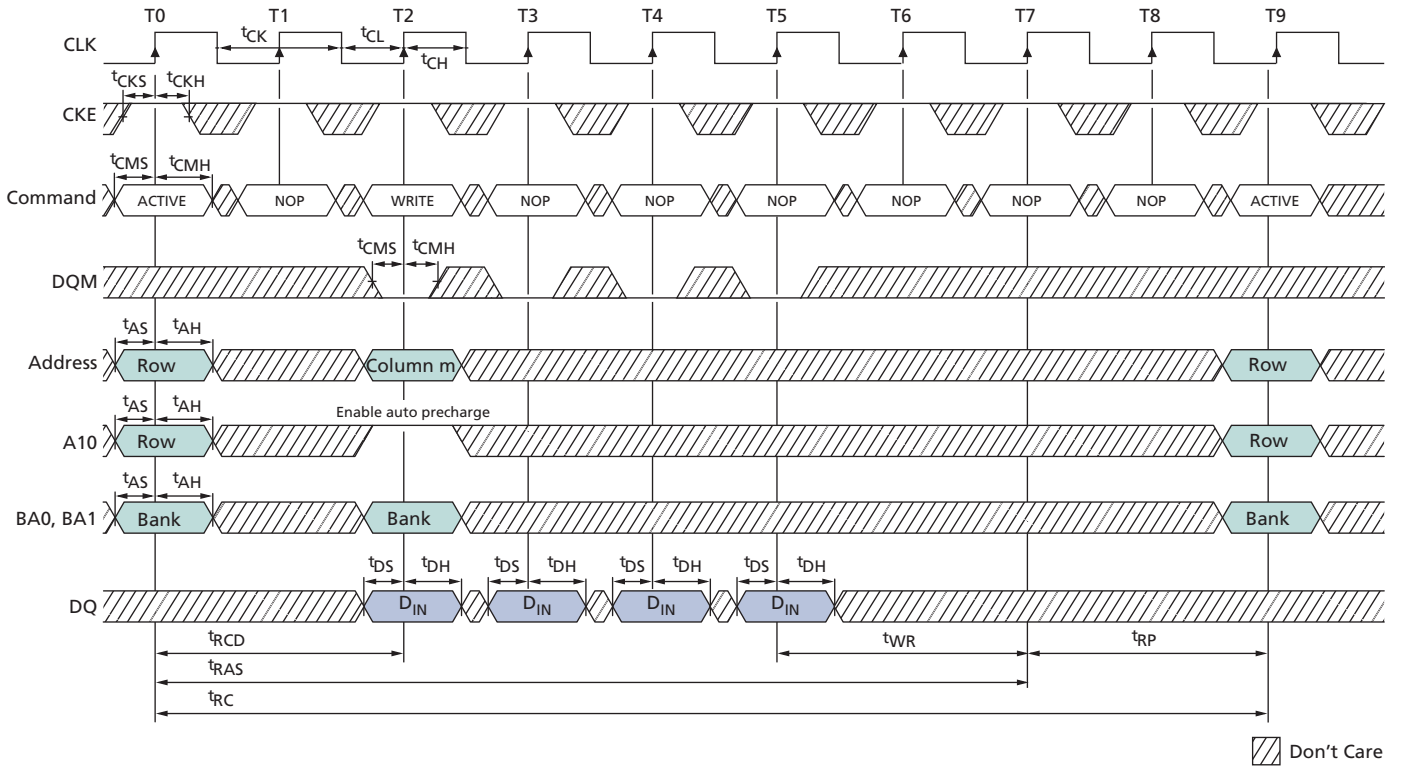 T0 T1 T2 T3 T4 T5 T6 T7 T8 T9
CLK tCK tCL tCH
tCKS tCKH
CKE
tCMS tCMH
Command ACTIVE NOP WRITE NOP NOP NOP NOP NOP NOP ACTIVE
tCMS tCMH
DQM
tAS tAH
Address Row Column m Row
tAS tAH Enable auto precharge
A10 Row Row
tAS tAH
BA0, BA1 Bank Bank Bank
tDS tDH tDS tDH tDS tDH tDS tDH
DQ DIN DIN DIN DIN
tRCD tWR tRP
tRAS
tRC
Don't Care